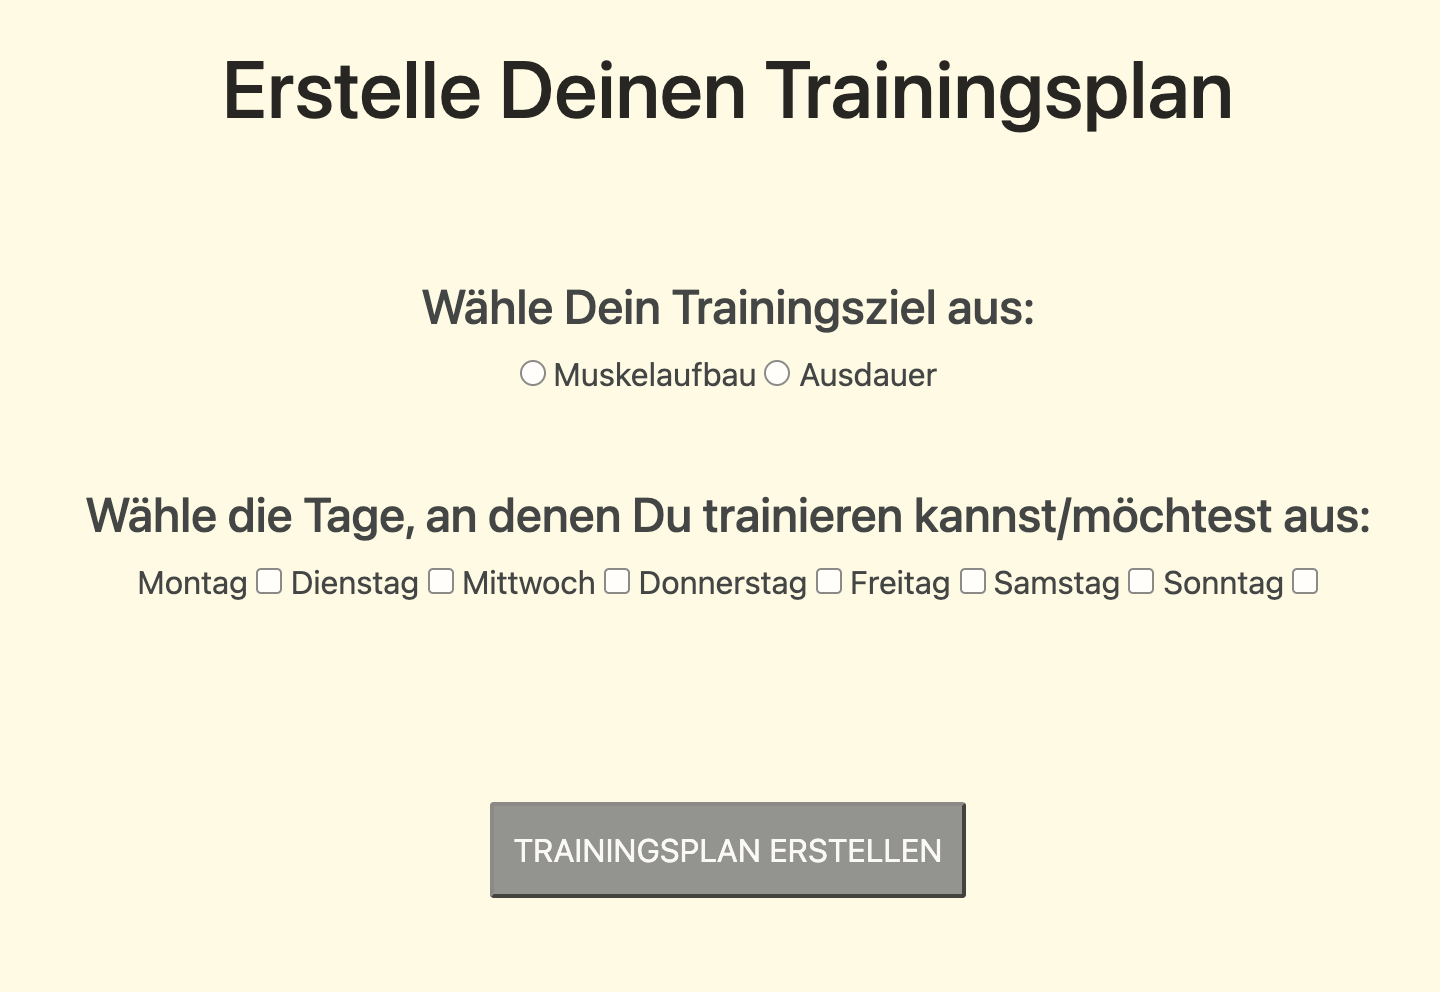 Erstelle Deinen Trainingsplan
Wähle Dein Trainingsziel aus:
Muskelaufbau Ausdauer
Wähle die Tage, an denen Du trainieren kannst/möchtest aus:
Montag Dienstag Mittwoch Donnerstag Freitag Samstag Sonntag
TRAININGSPLAN ERSTELLEN